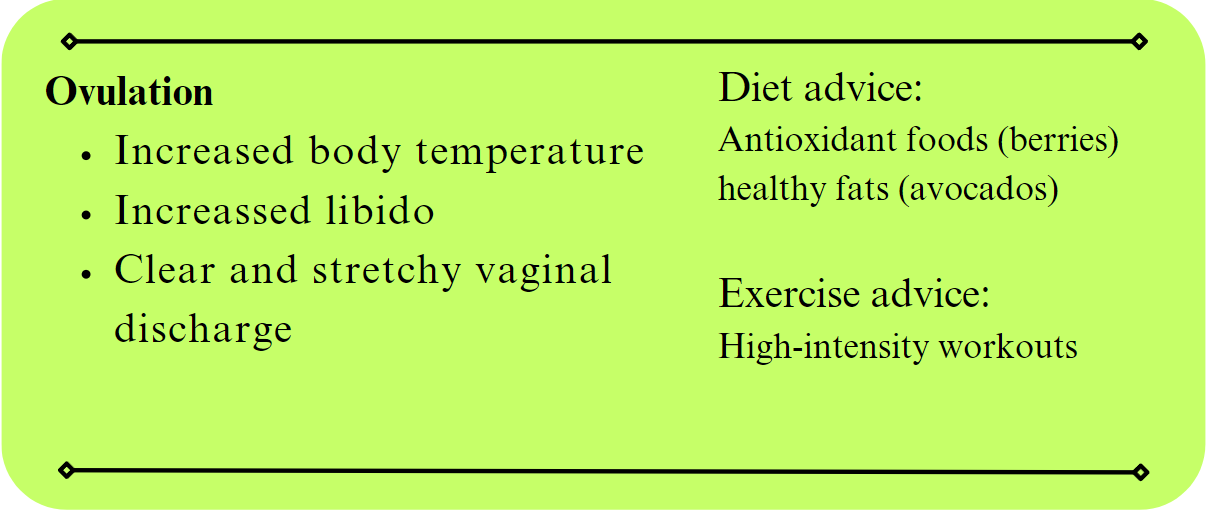 Ovulation
• Increased body temperature
• Increassed libido
• Clear and stretchy vaginal
discharge
Diet advice:
Antioxidant foods (berries)
healthy fats (avocados)
Exercise advice:
High-intensity workouts